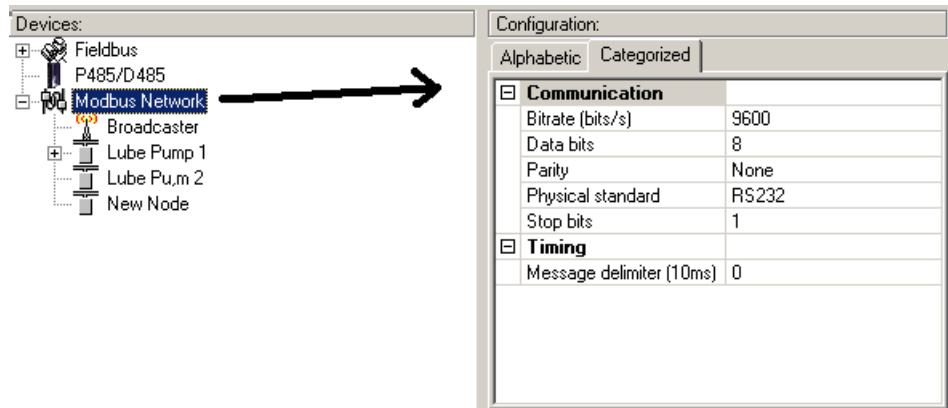 Devices:
Fieldbus
P485/D485
Modbus Network
Broadcaster
Lube Pump 1
Lube Pu,m 2
New Node
Configuration:
Alphabetic Categorized
Communication
Bitrate (bits/s) 9600
Data bits 8
Parity None
Physical standard RS232
Stop bits 1
Timing
Message delimiter (10ms) 0